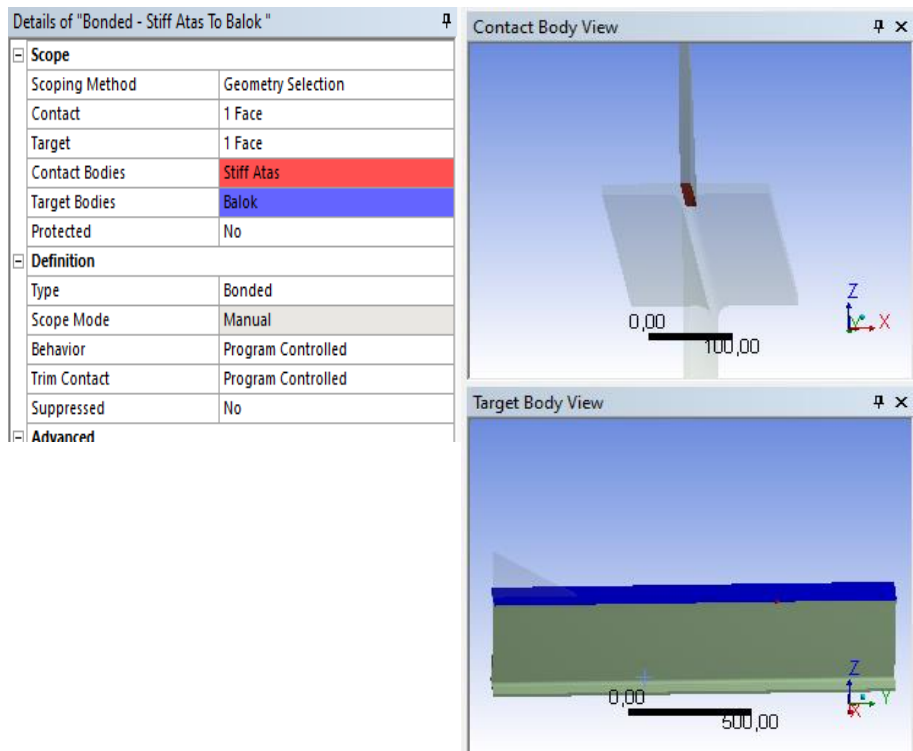 Details of "Bonded - Stiff Atas To Balok "
Scope
Scoping Method Geometry Selection
Contact 1 Face
Target 1 Face
Contact Bodies Stiff Atas
Target Bodies Balok
Protected No
Definition
Type Bonded
Scope Mode Manual
Behavior Program Controlled
Trim Contact Program Controlled
Suppressed No
Advanced
Contact Body View
Z
X
0,00
100,00
Target Body View
Z
Y
X
0,00
500,00